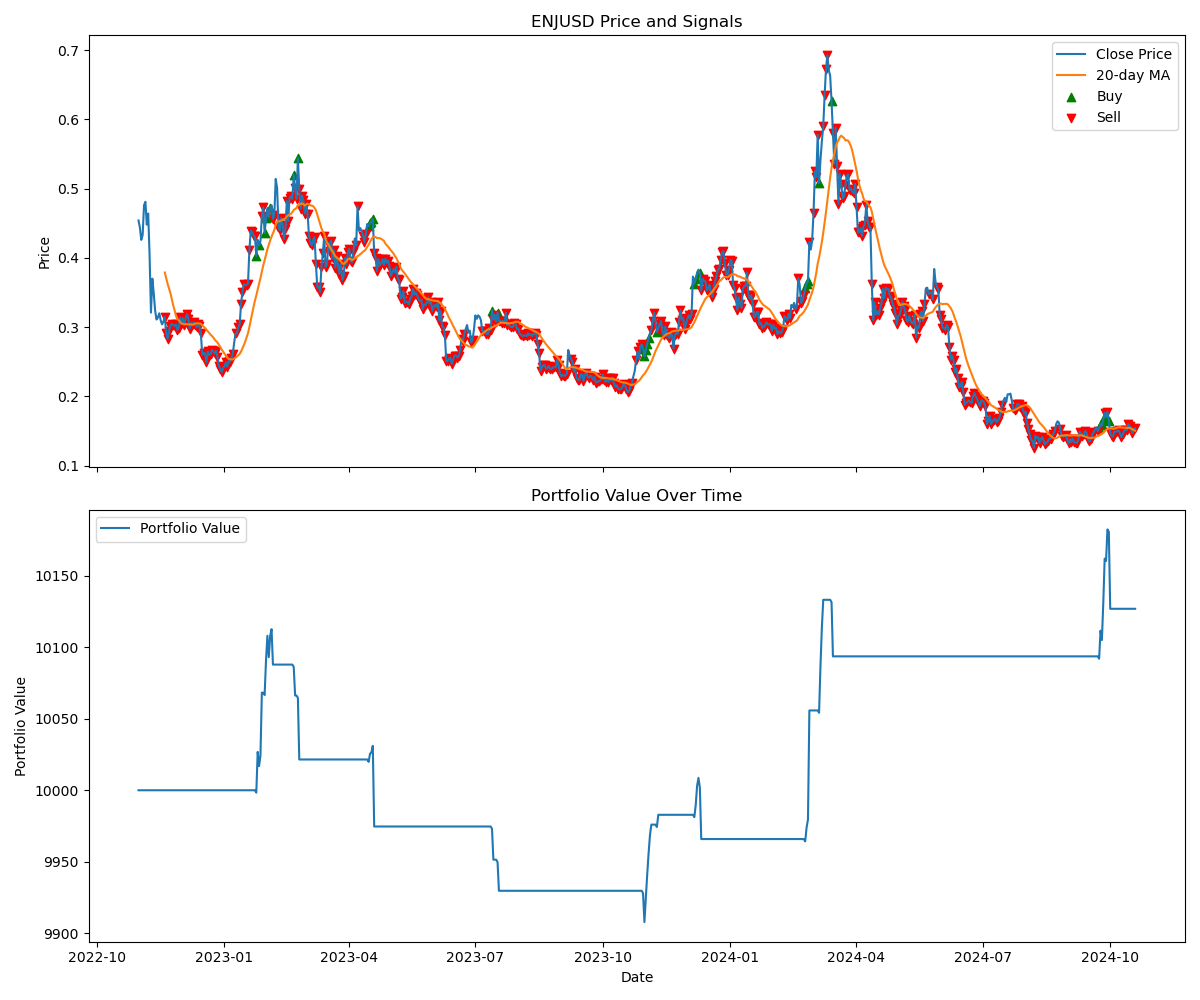 ENJUSD Price and Signals
Price
0.7
0.6
0.5
0.4
0.3
0.2
0.1
Close Price
20-day MA
Buy
Sell
Portfolio Value Over Time
Portfolio Value
Portfolio Value
10150
10100
10050
10000
9950
9900
2022-10
2023-01
2023-04
2023-07
2023-10
2024-01
2024-04
2024-07
2024-10
Date